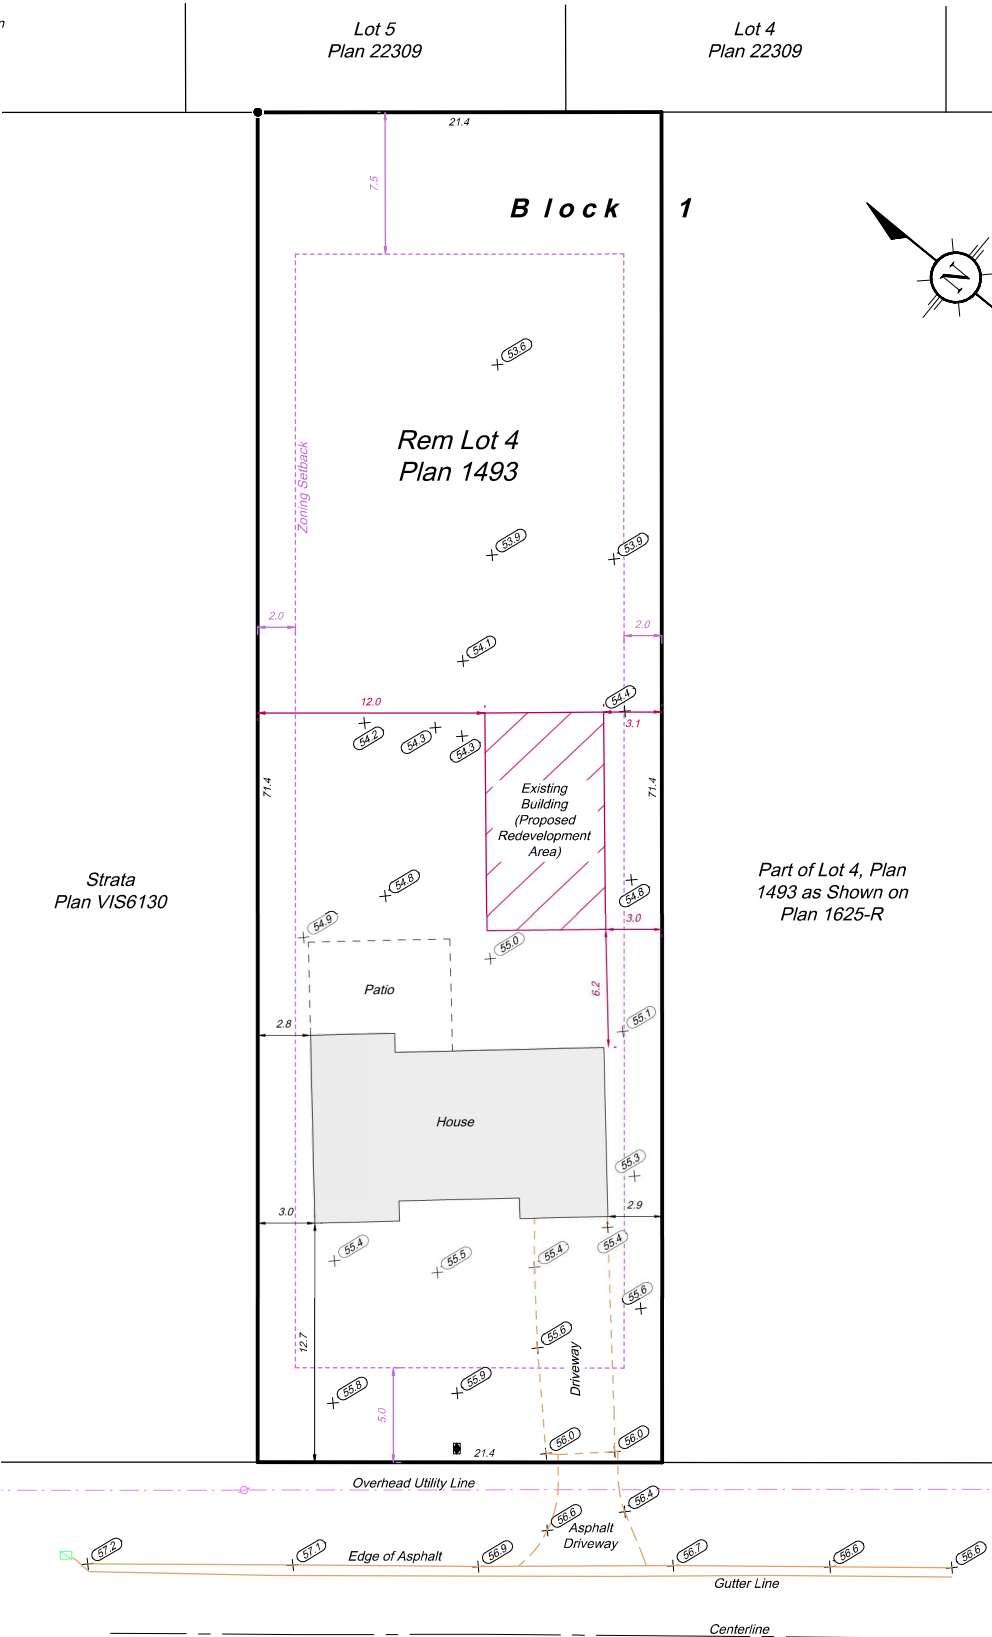 n
Lot 5
Plan 22309
Lot 4
Plan 22309
21.4
7.5
Block 1
N
53.6
Rem Lot 4
Plan 1493
Zoning Setback
53.9
53.9
2.0
2.0
54.1
54.4
12.0
3.1
54.2
54.3
54.3
71.4
71.4
Existing
Building
(Proposed
Redevelopment
Area)
Strata
Plan VIS6130
Part of Lot 4, Plan
1493 as Shown on
Plan 1625-R
54.8
54.8
54.9
3.0
55.0
Patio
6.2
55.1
2.8
House
55.3
3.0
2.9
55.4
55.5
55.4
55.4
55.6
12.7
55.6
Driveway
55.8
55.9
5.0
56.0
56.0
21.4
Overhead Utility Line
56.4
56.6
Asphalt
Driveway
57.2
57.1
Edge of Asphalt
56.9
56.7
56.6
56.6
Gutter Line
Centerline